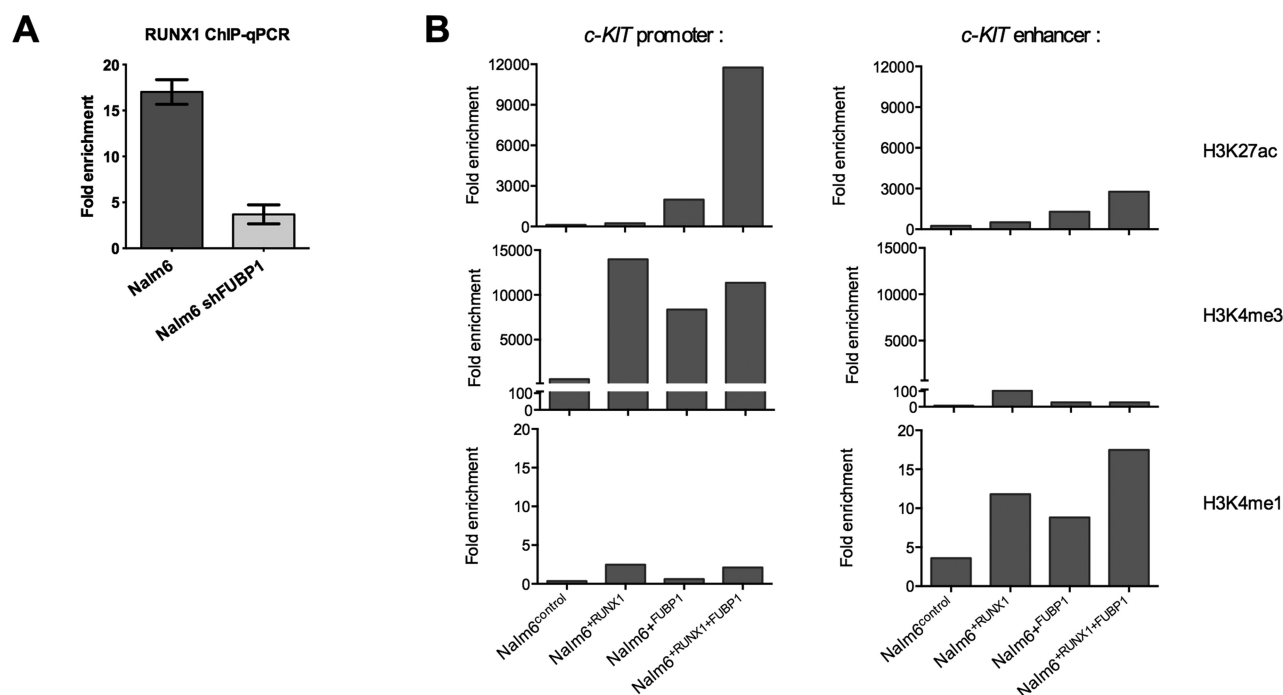 A
RUNX1 ChIP-qPCR
Fold enrichment
20
15
10
5
0
Nalm6
Nalm6 shFUBP1
B
c-KIT promoter :
c-KIT enhancer :
Fold enrichment
12000
9000
6000
3000
0
Fold enrichment
12000
9000
6000
3000
0
H3K27ac
Fold enrichment
15000
10000
5000
100
0
Fold enrichment
15000
10000
5000
100
0
H3K4me3
Fold enrichment
20
15
10
5
0
Fold enrichment
20
15
10
5
0
H3K4me1
Nalm6control
Nalm6+RUNX1
Nalm6+FUBP1
Nalm6+RUNX1+FUBP1
Nalm6control
Nalm6+RUNX1
Nalm6+FUBP1
Nalm6+RUNX1+FUBP1